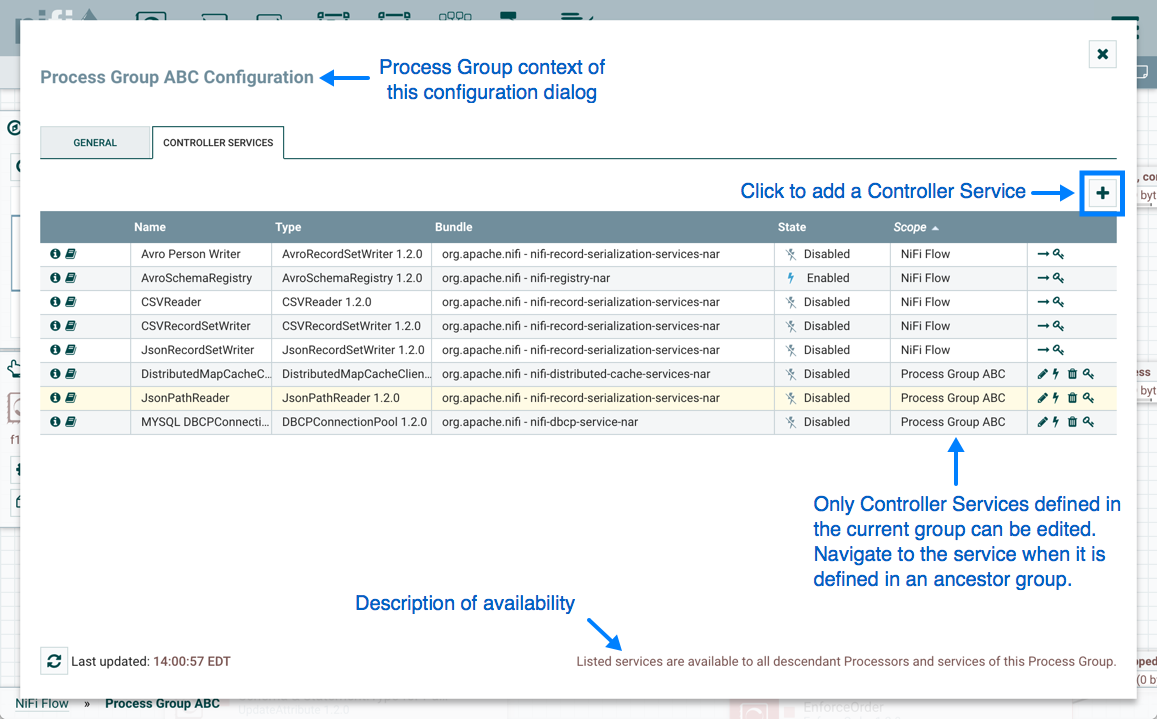 nifi
Process Group ABC Configuration
Process Group context of
this configuration dialog
GENERAL
CONTROLLER SERVICES
Click to add a Controller Service
Name Type Bundle State Scope
Avro Person Writer AvroRecordSetWriter 1.2.0 org.apache.nifi - nifi-record-serialization-services-nar Disabled NiFi Flow
AvroSchemaRegistry AvroSchemaRegistry 1.2.0 org.apache.nifi - nifi-registry-nar Enabled NiFi Flow
CSVReader CSVReader 1.2.0 org.apache.nifi - nifi-record-serialization-services-nar Disabled NiFi Flow
CSVRecordSetWriter CSVRecordSetWriter 1.2.0 org.apache.nifi - nifi-record-serialization-services-nar Disabled NiFi Flow
JsonRecordSetWriter JsonRecordSetWriter 1.2.0 org.apache.nifi - nifi-record-serialization-services-nar Disabled NiFi Flow
DistributedMapCacheC... DistributedMapCacheClien... org.apache.nifi - nifi-distributed-cache-services-nar Disabled Process Group ABC
JsonPathReader JsonPathReader 1.2.0 org.apache.nifi - nifi-record-serialization-services-nar Disabled Process Group ABC
MYSQL DBCPConnecti... DBCPConnectionPool 1.2.0 org.apache.nifi - nifi-dbcp-service-nar Disabled Process Group ABC
Only Controller Services defined in
the current group can be edited.
Navigate to the service when it is
defined in an ancestor group.
Description of availability
Last updated: 14:00:57 EDT
Listed services are available to all descendant Processors and services of this Process Group.
NiFi Flow » Process Group ABC
UpdateAttribute 1.2.0
EnforceOrder